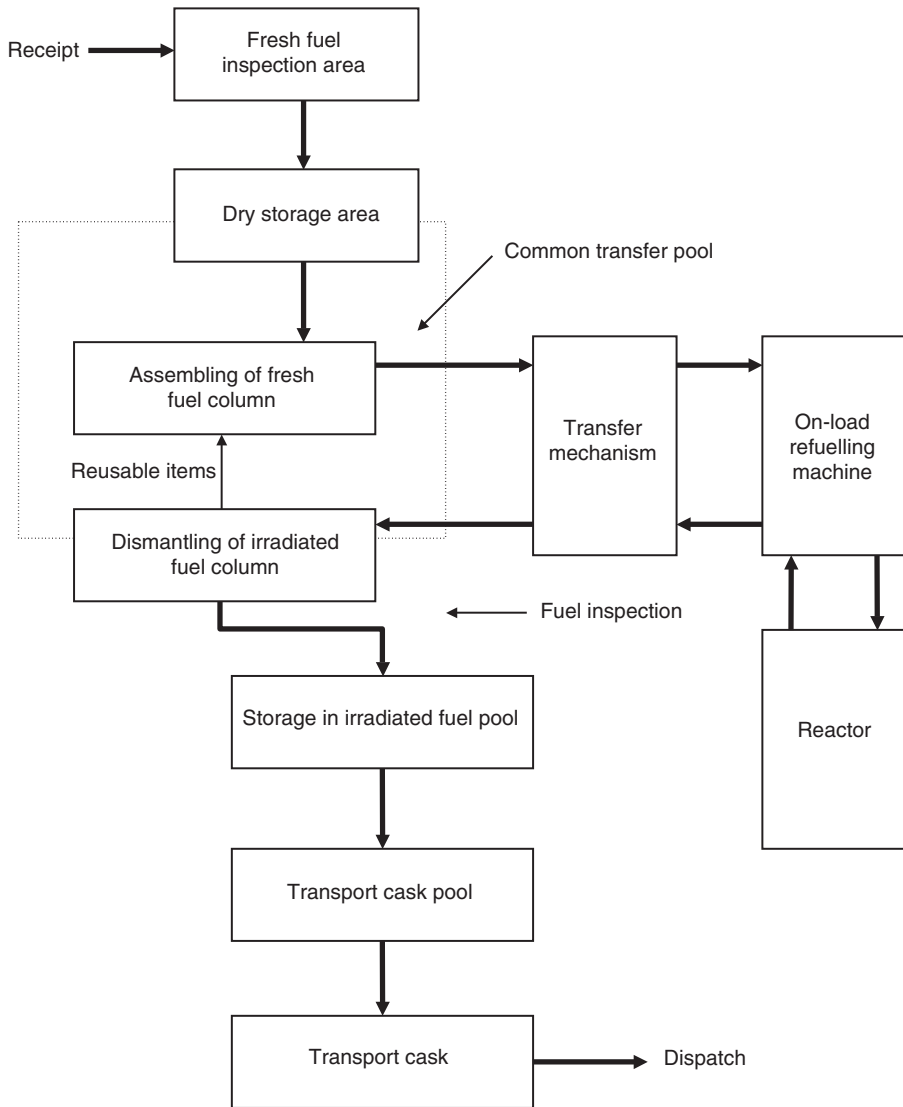 Receipt
Fresh fuel
inspection area
Dry storage area
Common transfer pool
Assembling of fresh
fuel column
Transfer
mechanism
On-load
refuelling
machine
Reusable items
Dismantling of irradiated
fuel column
Fuel inspection
Storage in irradiated fuel pool
Reactor
Transport cask pool
Transport cask
Dispatch